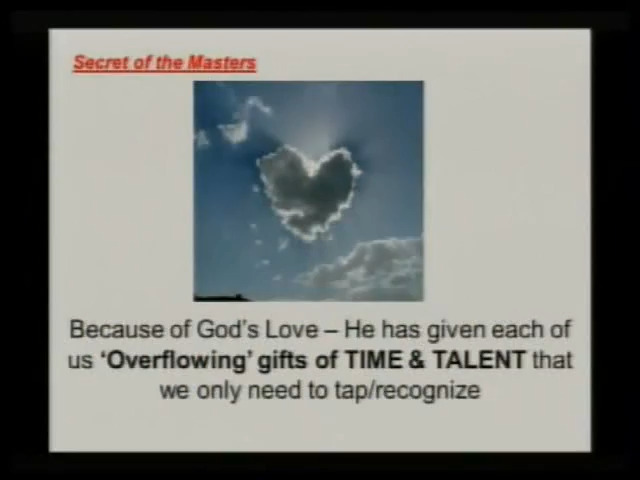 Secret of the Masters
Because of God's Love – He has given each of
us 'Overflowing' gifts of TIME & TALENT that
we only need to tap/recognize